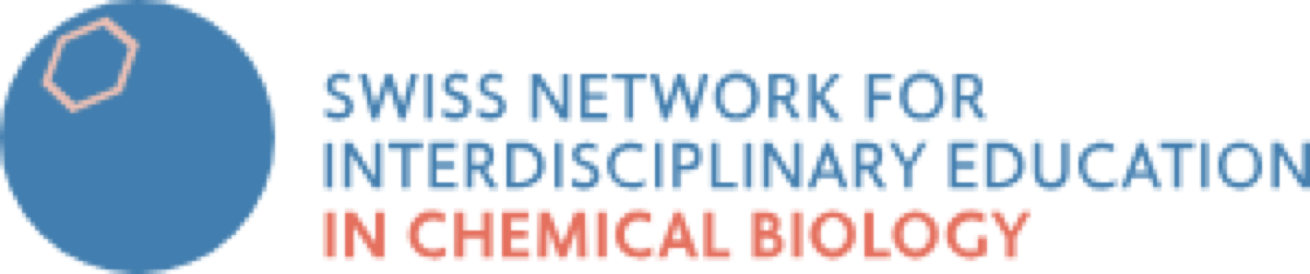 SWISS NETWORK FOR
INTERDISCIPLINARY EDUCATION
IN CHEMICAL BIOLOGY